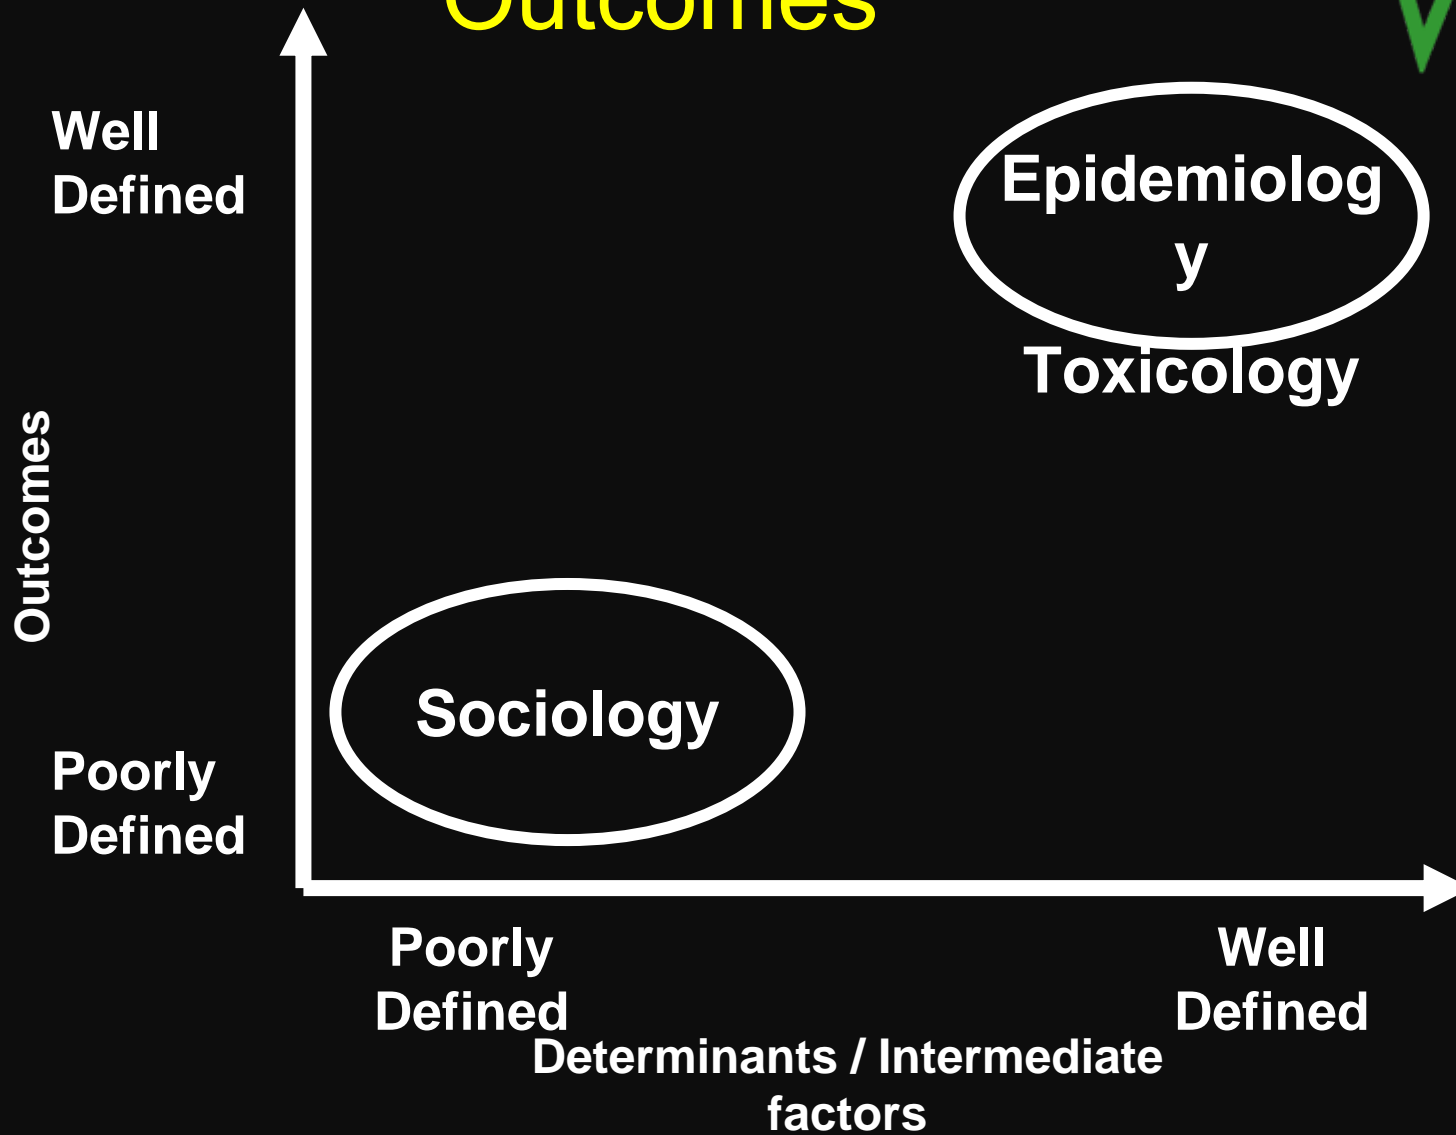 Outcomes
Well
Defined
Epidemiolog
y
Toxicology
Outcomes
Sociology
Poorly
Defined
Poorly
Defined
Well
Defined
Determinants / Intermediate
factors